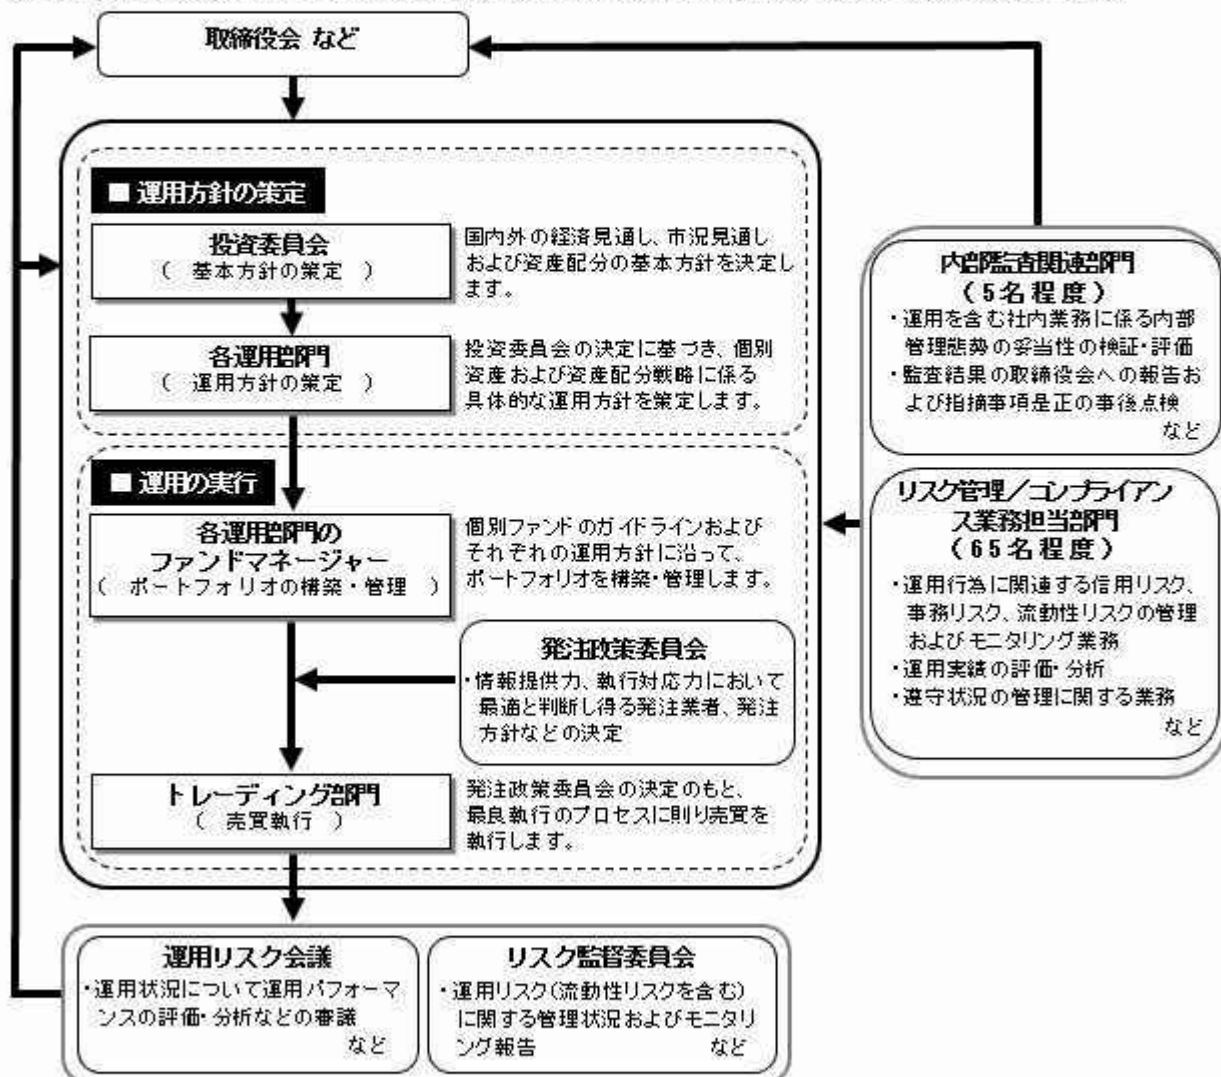 取締役会 など
■ 運用方針の策定
投資委員会
（ 基本方針の策定 ）
国内外の経済見通し、市況見通し
および資産配分の基本方針を決定し
ます。
各運用部門
（ 運用方針の策定 ）
投資委員会の決定に基づき、個別
資産および資産配分戦略に係る
具体的な運用方針を策定します。
■ 運用の実行
各運用部門の
ファンドマネージャー
（ ポートフォリオの構築・管理 ）
個別ファンドのガイドラインおよび
それぞれの運用方針に沿って、
ポートフォリオを構築・管理します。
発注政策委員会
・情報提供力、執行対応力において
最適と判断し得る発注業者、発注
方針などの決定
トレーディング部門
（ 売買執行 ）
発注政策委員会の決定のもと、
最良執行のプロセスに則り売買を
執行します。
内部監査関連部門
（5名程度）
・運用を含む社内業務に係る内部
管理態勢の妥当性の検証・評価
・監査結果の取締役会への報告お
よび指摘事項是正の事後点検
など
リスク管理／コンプライアン
ス業務担当部門
（65名程度）
・運用行為に関連する信用リスク、
事務リスク、流動性リスクの管理
およびモニタリング業務
・運用実績の評価・分析
・遵守状況の管理に関する業務
など
運用リスク会議
・運用状況について運用パフォーマ
ンスの評価・分析などの審議
など
リスク監督委員会
・運用リスク（流動性リスクを含む）
に関する管理状況およびモニタリ
ング報告 など